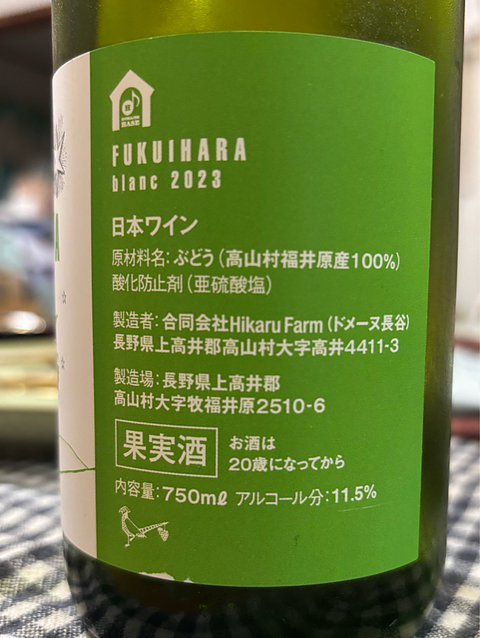 BASE
FUKUIHARA
blanc 2023
日本ワイン
原材料名：ぶどう（高山村福井原産100%）
酸化防止剤（亜硫酸塩）
製造者：合同会社Hikaru Farm（ドメーヌ長谷）
長野県上高井郡高山村大字高井4411-3
製造場：長野県上高井郡
高山村大字牧福井原2510-6
果実酒
お酒は
20歳になってから
内容量：750mℓ アルコール分：11.5%
A